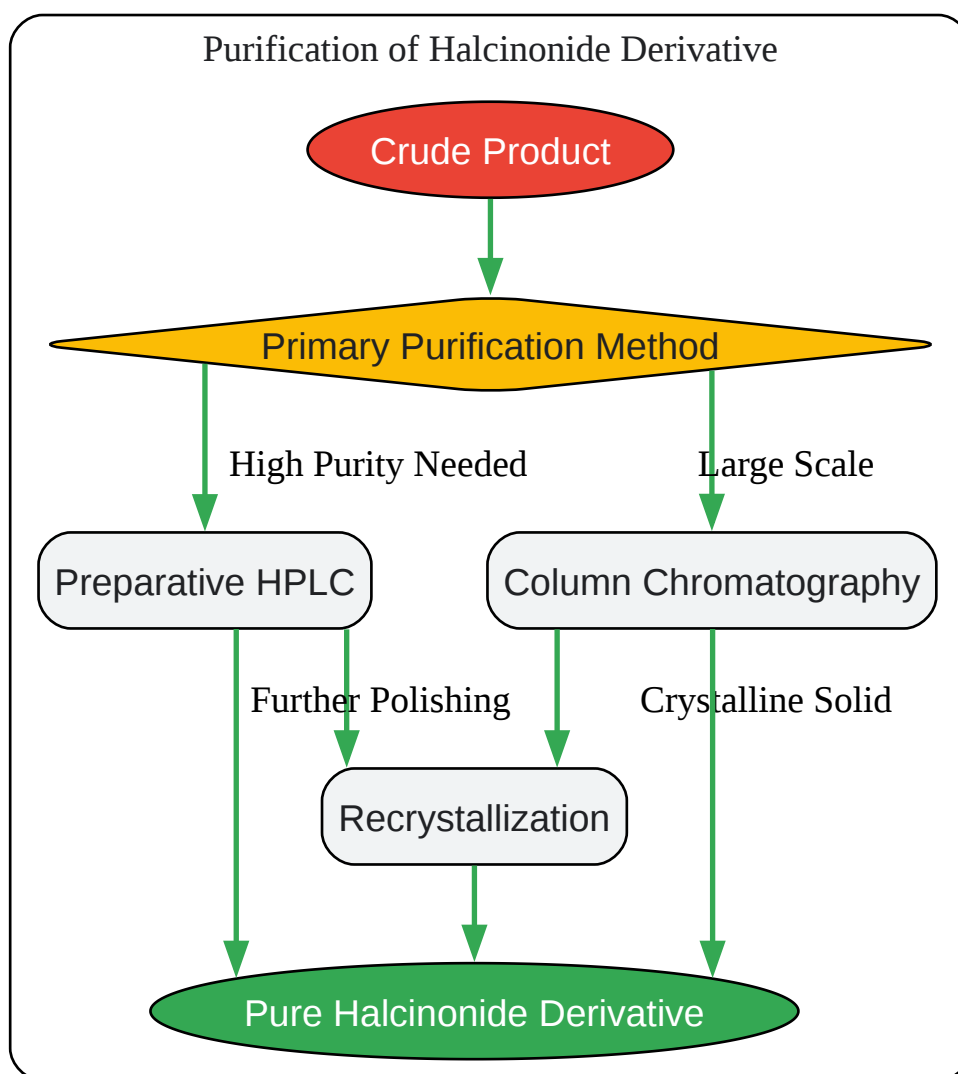 Purification of Halcinonide Derivative
Crude Product
Primary Purification Method
High Purity Needed
Large Scale
Preparative HPLC
Column Chromatography
Further Polishing
Crystalline Solid
Recrystallization
Pure Halcinonide Derivative